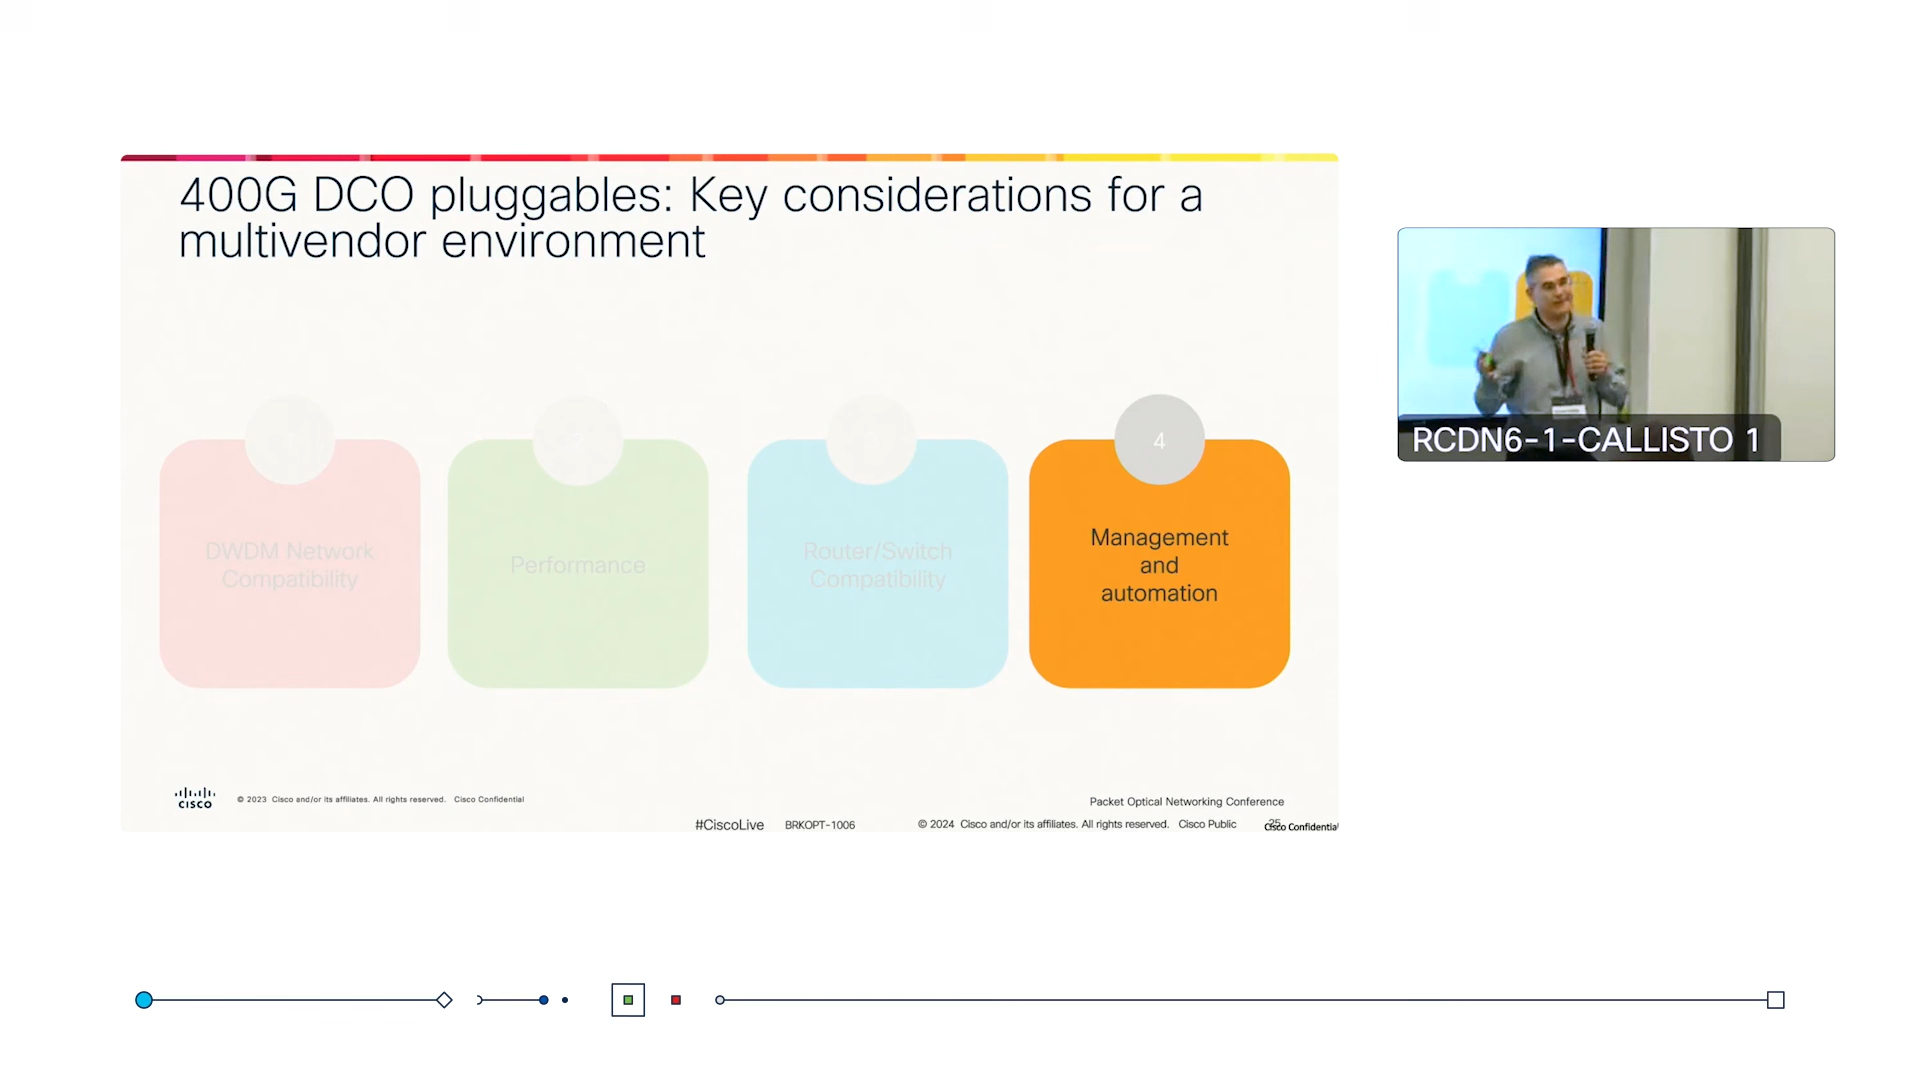 400G DCO pluggables: Key considerations for a
multivendor environment
2
4
DWDM Network
Compatibility
Performance
Router/Switch
Compatibility
Management
and
automation
CISCO
© 2023 Cisco and/or its affiliates. All rights reserved. Cisco Confidential
Packet Optical Networking Conference
#CiscoLive
BRKOPT-1006
© 2024 Cisco and/or its affiliates. All rights reserved. Cisco Public
25
Cisco Confidential
RCDN6-1-CALLISTO 1